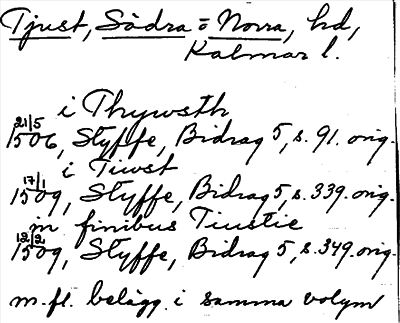 Tjust, Södra = Norra, hd,
Kalmar l.
i Thywsth
21/5
1506, Styffe, Bidrag 5, s. 91. orig.
i Tiwst
17/1
1509, Styffe, Bidrag 5, s. 339. orig.
in finibus Tiustie
12/2
1509, Styffe, Bidrag 5, s. 349. orig.
m. fl. belägg i samma volym